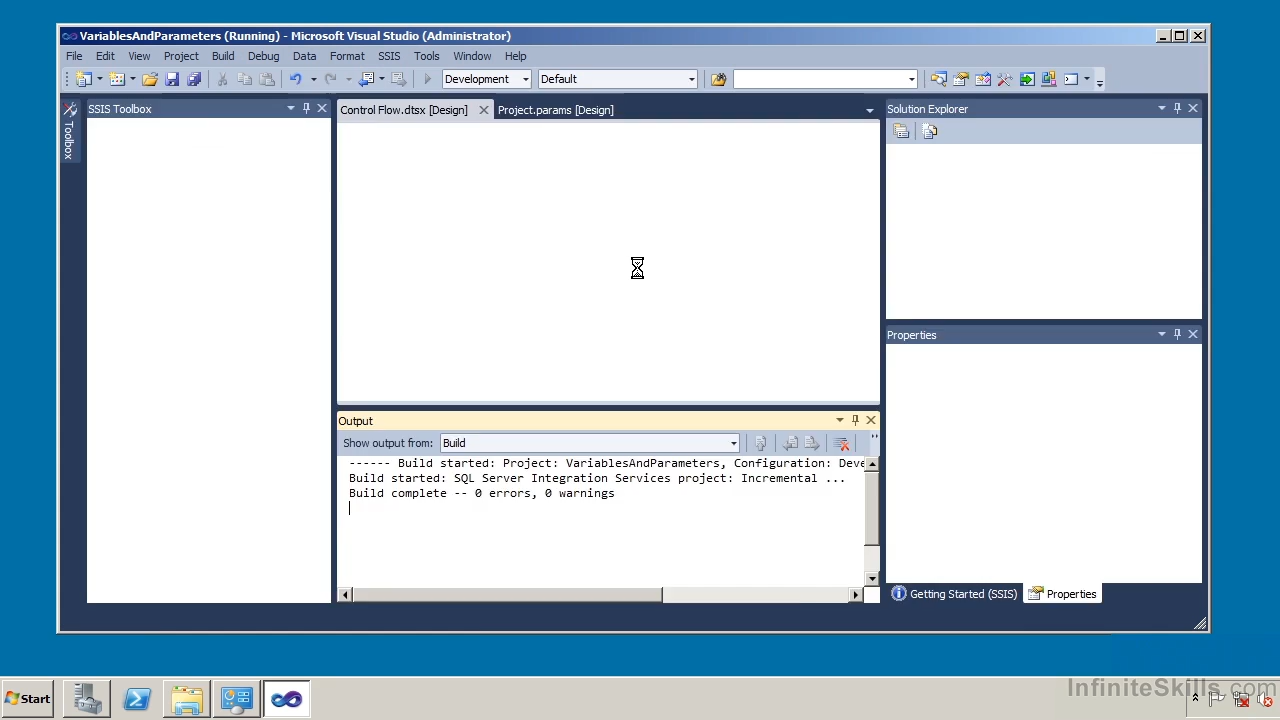 VariablesAndParameters (Running) - Microsoft Visual Studio (Administrator)
File Edit View Project Build Debug Data Format SSIS Tools Window Help
Development Default
Toolbox
SSIS Toolbox
Control Flow.dtsx [Design] Project.params [Design]
Solution Explorer
Properties
Output
Show output from: Build
------ Build started: Project: VariablesAndParameters, Configuration: Deve
Build started: SQL Server Integration Services project: Incremental ...
Build complete -- 0 errors, 0 warnings
Getting Started (SSIS) Properties
Start
InfiniteSkills.com